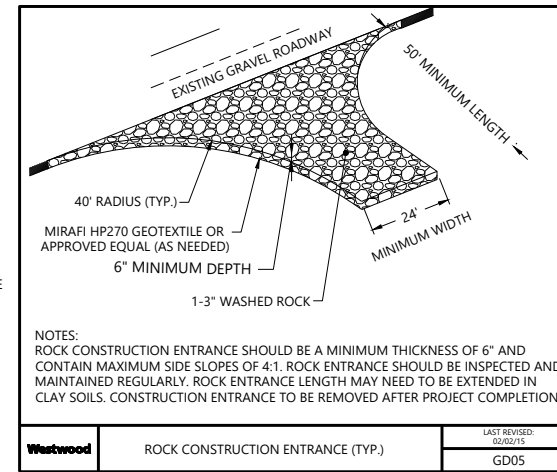 EXISTING GRAVEL ROADWAY
50' MINIMUM LENGTH
40' RADIUS (TYP.)
MIRAFI HP270 GEOTEXTILE OR
APPROVED EQUAL (AS NEEDED)
6" MINIMUM DEPTH
24'
MINIMUM WIDTH
1-3" WASHED ROCK
E
NOTES:
ROCK CONSTRUCTION ENTRANCE SHOULD BE A MINIMUM THICKNESS OF 6" AND
CONTAIN MAXIMUM SIDE SLOPES OF 4:1. ROCK ENTRANCE SHOULD BE INSPECTED AND
MAINTAINED REGULARLY. ROCK ENTRANCE LENGTH MAY NEED TO BE EXTENDED IN
CLAY SOILS. CONSTRUCTION ENTRANCE TO BE REMOVED AFTER PROJECT COMPLETION
Westwood
ROCK CONSTRUCTION ENTRANCE (TYP.)
LAST REVISED:
02/02/15
GD05